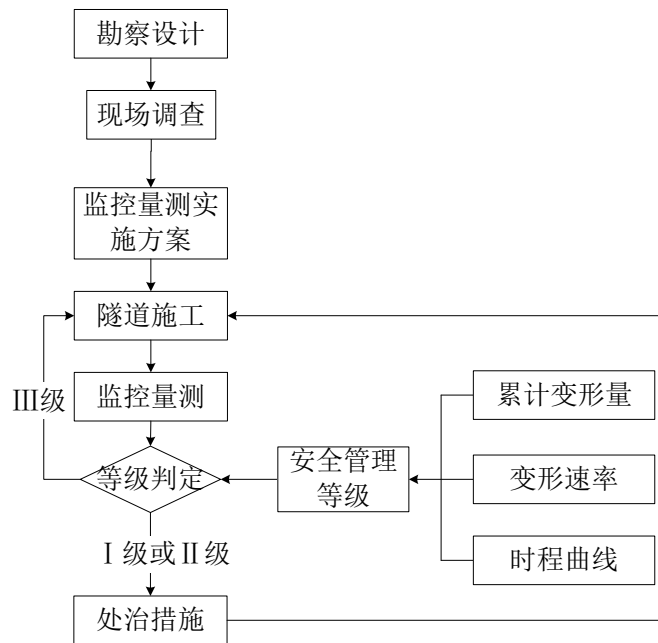 勘察设计
现场调查
监控量测实
施方案
隧道施工
III级
监控量测
累计变形量
等级判定
安全管理
等级
变形速率
I级或II级
时程曲线
处治措施